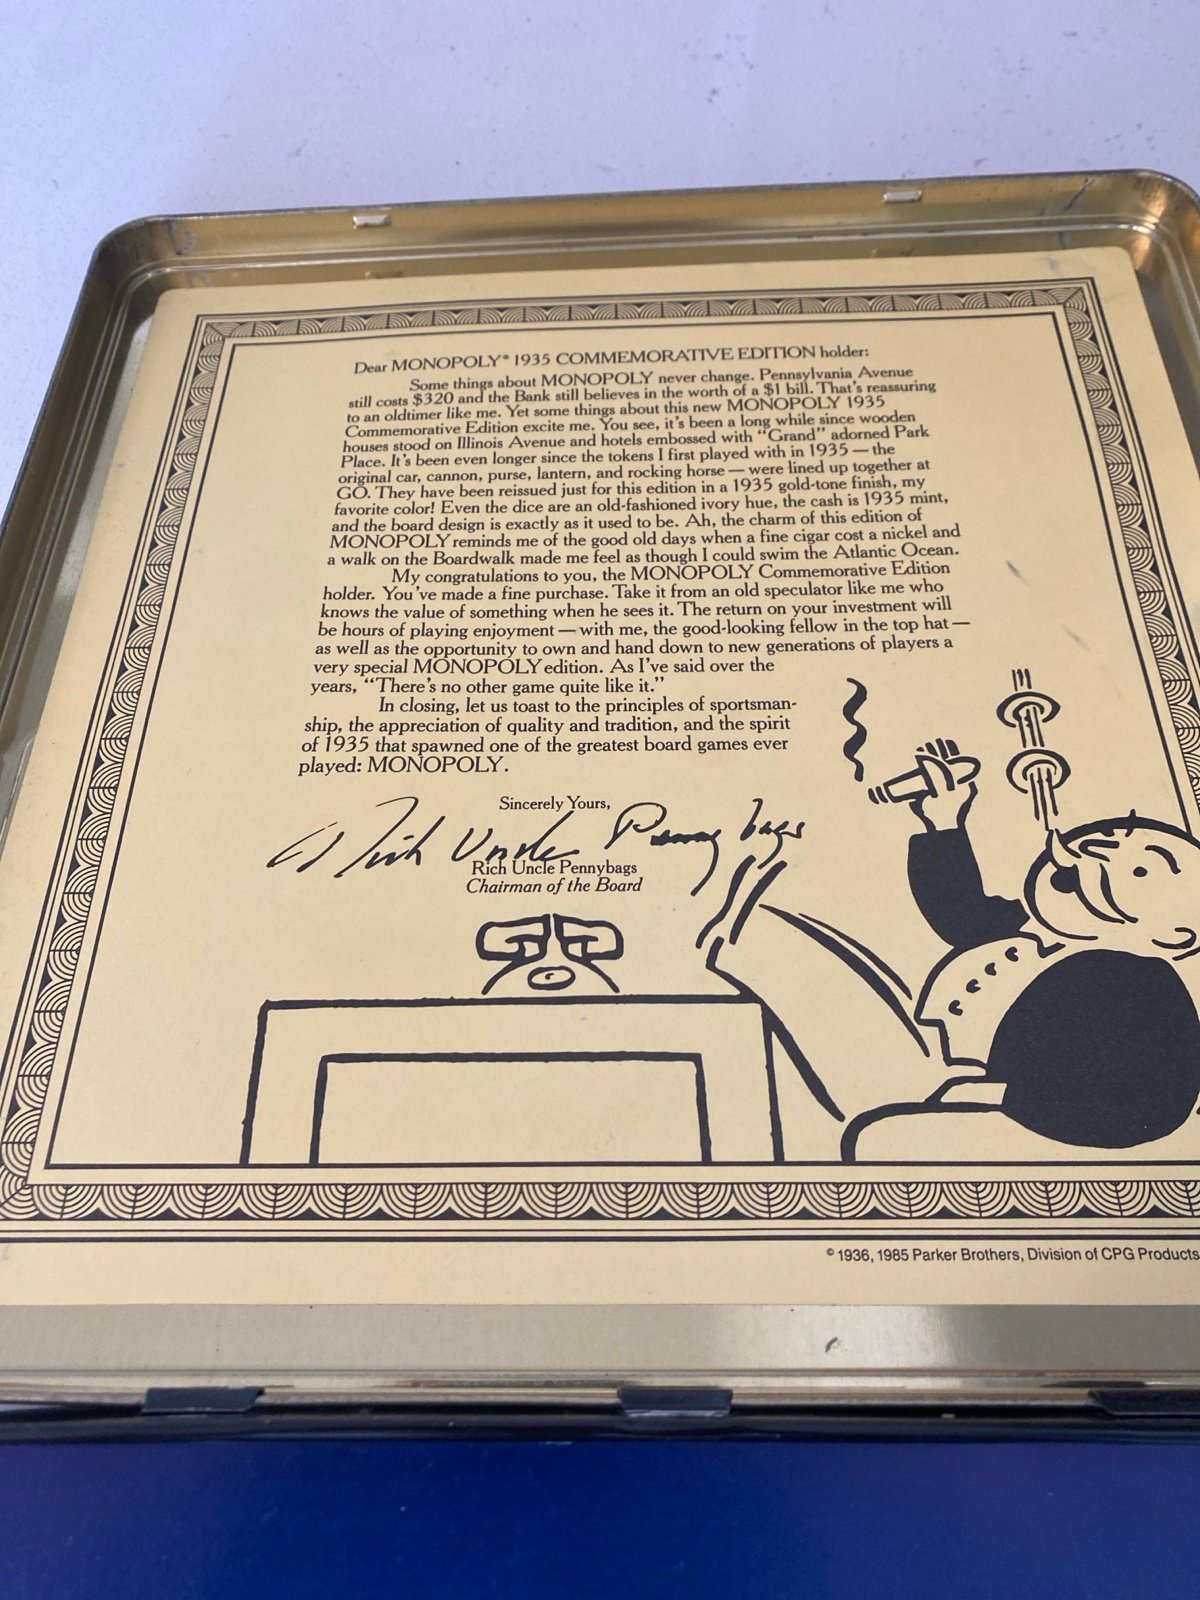 Dear MONOPOLY® 1935 COMMEMORATIVE EDITION holder:
Some things about MONOPOLY never change. Pennsylvania Avenue
still costs $320 and the Bank still believes in the worth of a $1 bill. That's reassuring
to an oldtimer like me. Yet some things about this new MONOPOLY 1935
Commemorative Edition excite me. You see, it's been a long while since wooden
houses stood on Illinois Avenue and hotels embossed with "Grand" adorned Park
Place. It's been even longer since the tokens I first played with in 1935 — the
original car, cannon, purse, lantern, and rocking horse — were lined up together at
GO. They have been reissued just for this edition in a 1935 gold-tone finish, my
favorite color! Even the dice are an old-fashioned ivory hue, the cash is 1935 mint,
and the board design is exactly as it used to be. Ah, the charm of this edition of
MONOPOLY reminds me of the good old days when a fine cigar cost a nickel and
a walk on the Boardwalk made me feel as though I could swim the Atlantic Ocean.
My congratulations to you, the MONOPOLY Commemorative Edition
holder. You've made a fine purchase. Take it from an old speculator like me who
knows the value of something when he sees it. The return on your investment will
be hours of playing enjoyment — with me, the good-looking fellow in the top hat —
as well as the opportunity to own and hand down to new generations of players a
very special MONOPOLY edition. As I've said over the
years, "There's no other game quite like it."
In closing, let us toast to the principles of sportsman-
ship, the appreciation of quality and tradition, and the spirit
of 1935 that spawned one of the greatest board games ever
played: MONOPOLY.
Sincerely Yours,
Rich Uncle Pennybags
Rich Uncle Pennybags
Chairman of the Board
© 1936, 1985 Parker Brothers, Division of CPG Products